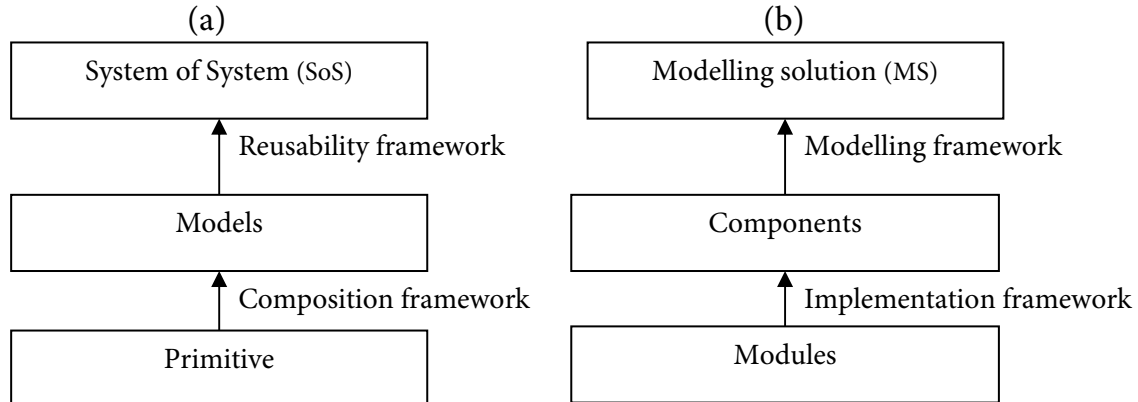 (a)
System of System (SoS)
Reusability framework
Models
Composition framework
Primitive
(b)
Modelling solution (MS)
Modelling framework
Components
Implementation framework
Modules